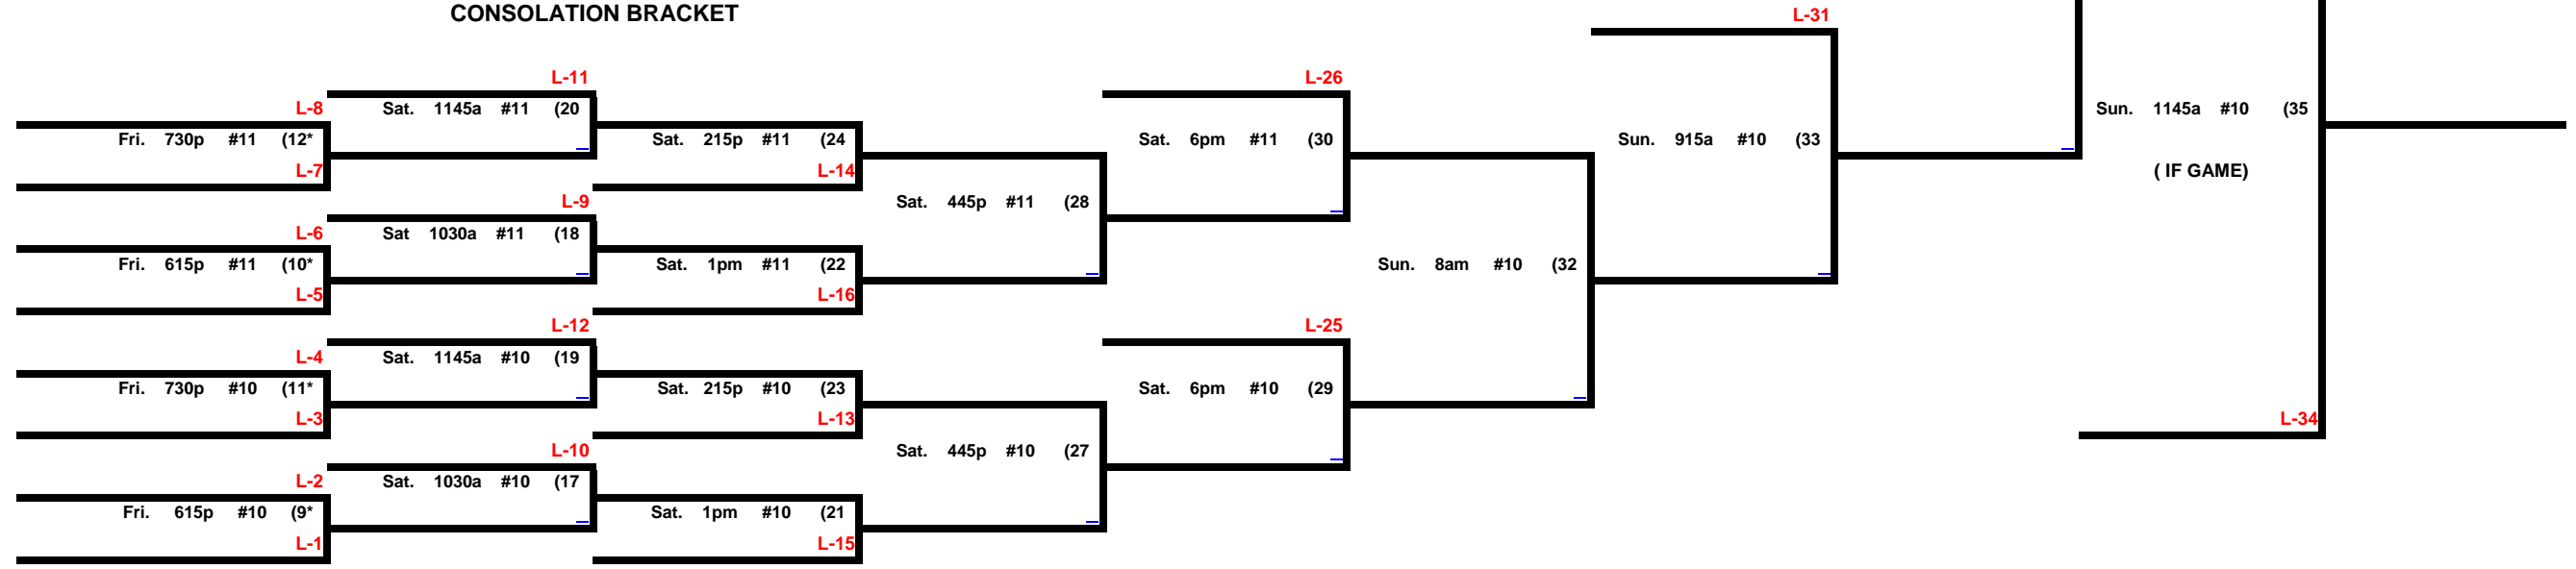 CONSOLATION BRACKET
L-31
L-11 L-26
L-8 Sat. 1145a #11 (20 Sun. 1145a #10 (35
Fri. 730p #11 (12* Sat. 215p #11 (24 Sat. 6pm #11 (30 Sun. 915a #10 (33
L-7 L-14 ( IF GAME)
L-9 Sat. 445p #11 (28
L-6 Sat 1030a #11 (18
Fri. 615p #11 (10* Sat. 1pm #11 (22 Sun. 8am #10 (32
L-5 L-16
L-12 L-25
L-4 Sat. 1145a #10 (19
Fri. 730p #10 (11* Sat. 215p #10 (23 Sat. 6pm #10 (29
L-3 L-13 L-34
L-10 Sat. 445p #10 (27
L-2 Sat. 1030a #10 (17
Fri. 615p #10 (9* Sat. 1pm #10 (21
L-1 L-15